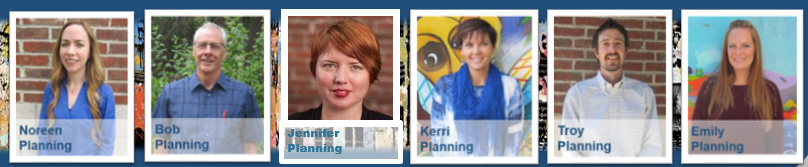 Noreen
Planning
Bob
Planning
Jennifer
Planning
Kerri
Planning
Troy
Planning
Emily
Planning